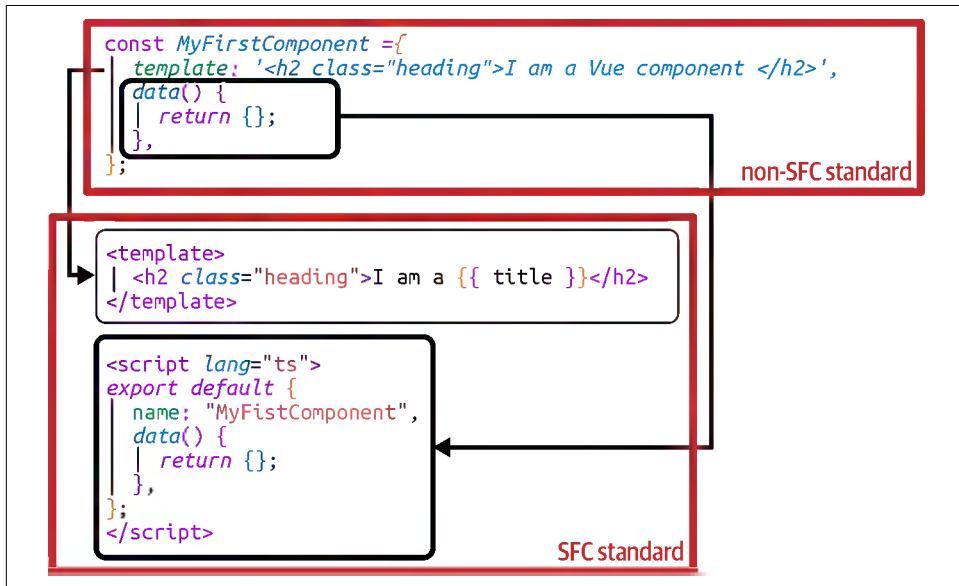 const MyFirstComponent ={
template: '<h2 class="heading">I am a Vue component </h2>',
data() {
return {};
},
};
non-SFC standard
<template>
<h2 class="heading">I am a {{ title }}</h2>
</template>
<script lang="ts">
export default {
name: "MyFistComponent",
data() {
return {};
},
};
</script>
SFC standard